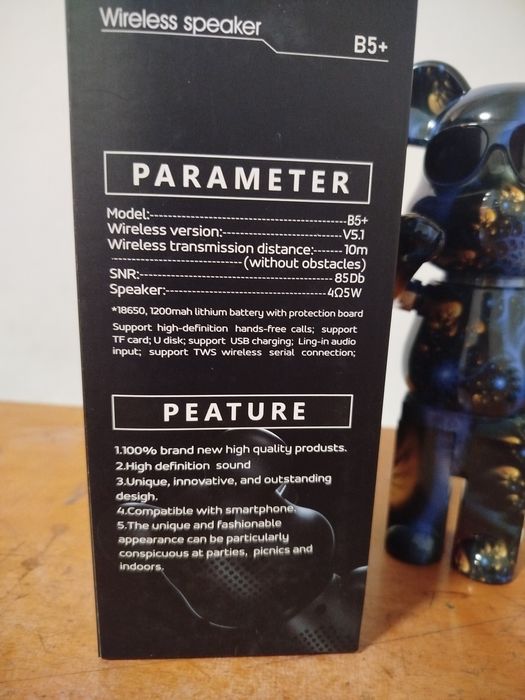 Wireless speaker
B5+
PARAMETER
Model:------------------------------------------B5+
Wireless version:-------------------------V5.1
Wireless transmission distance:------10m
---------------------------(without obstacles)
SNR:------------------------------------------85Db
Speaker:-----------------------------------4Ω5W
*18650, 1200mah lithium battery with protection board
Support high-definition hands-free calls; support
TF card; U disk; support USB charging; Ling-in audio
input; support TWS wireless serial connection;
PEATURE
1.100% brand new high quality produsts.
2.High definition sound
3.Unique, innovative, and outstanding
desigh.
4.Compatible with smartphone.
5.The unique and fashionable
appearance can be particularly
conspicuous at parties, picnics and
indoors.